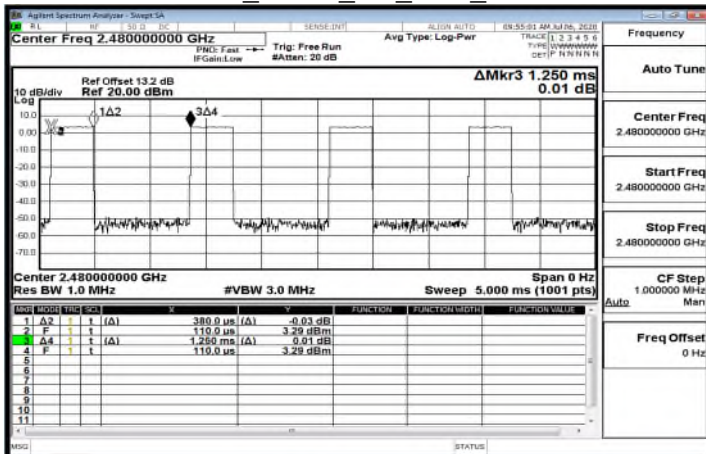 Agilent Spectrum Analyzer - Swept SA
RL RF 50 Ω DC SENSE:INT ALIGN AUTO 09:55:01 AM Jul 06, 2020
Center Freq 2.480000000 GHz
PNO: Fast
IFGain:Low
Trig: Free Run
#Atten: 20 dB
Avg Type: Log-Pwr
TRACE 1 2 3 4 5 6
TYPE WWWWWW
DET P N N N N N
Frequency
Auto Tune
Center Freq
2.480000000 GHz
Start Freq
2.480000000 GHz
Stop Freq
2.480000000 GHz
CF Step
1.000000 MHz
Auto Man
Freq Offset
0 Hz
Ref Offset 13.2 dB
10 dB/div Ref 20.00 dBm
Log
ΔMkr3 1.250 ms
0.01 dB
1Δ2
3Δ4
10.0
0.00
-10.0
-20.0
-30.0
-40.0
-50.0
-60.0
-70.0
Center 2.480000000 GHz
Res BW 1.0 MHz
#VBW 3.0 MHz
Span 0 Hz
Sweep 5.000 ms (1001 pts)
MKR MODE TRC SCL X Y FUNCTION FUNCTION WIDTH FUNCTION VALUE
1 Δ2 1 t (Δ) 380.0 µs (Δ) -0.03 dB
2 F 1 t 110.0 µs 3.29 dBm
3 Δ4 1 t (Δ) 1.250 ms (Δ) 0.01 dB
4 F 1 t 110.0 µs 3.29 dBm
5
6
7
8
9
10
11
MSG
STATUS